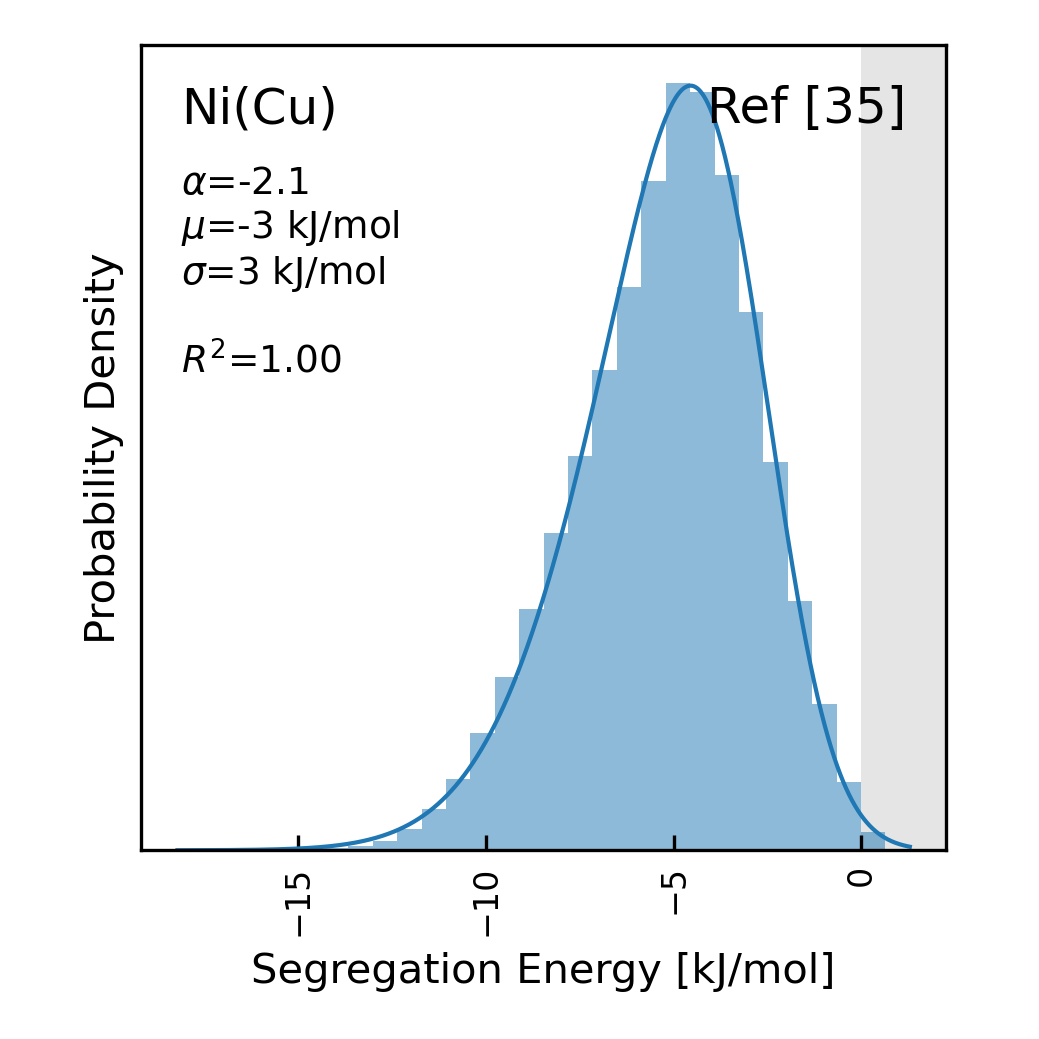 Ni(Cu)
Ref [35]
α=-2.1
μ=-3 kJ/mol
σ=3 kJ/mol
R²=1.00
Probability Density
−15
−10
−5
0
Segregation Energy [kJ/mol]